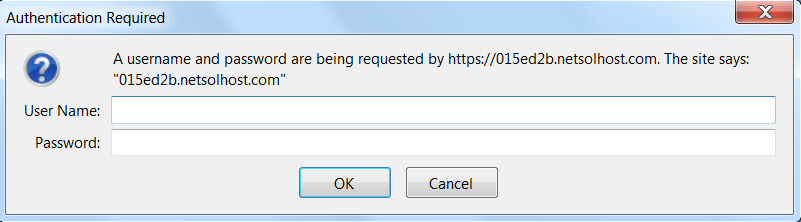 Authentication Required
A username and password are being requested by https://015ed2b.netsolhost.com. The site says:
"015ed2b.netsolhost.com"
User Name:
Password:
OK Cancel